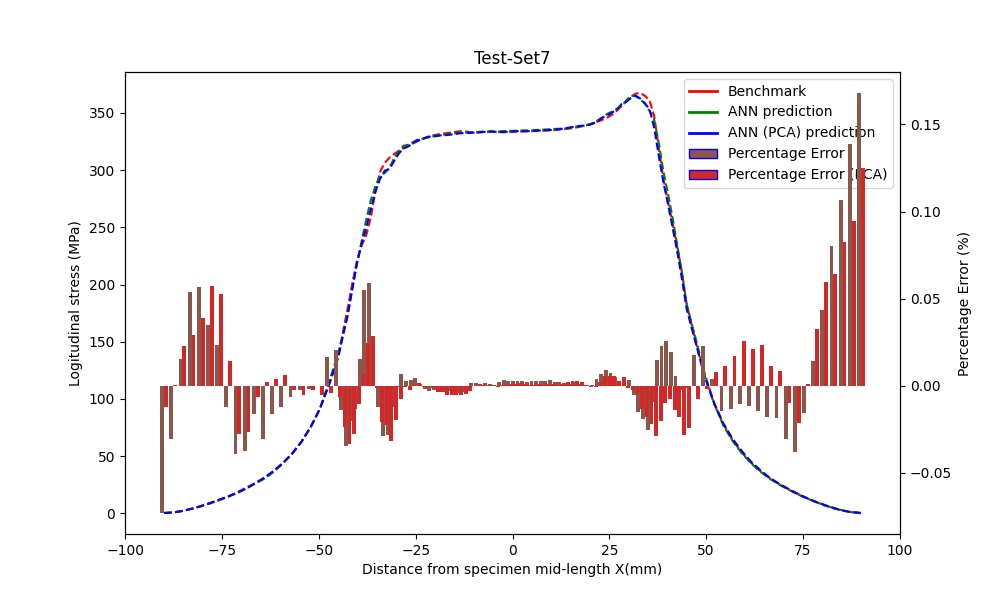 Test-Set7
Benchmark
ANN prediction
ANN (PCA) prediction
Percentage Error
Percentage Error (PCA)
350
300
250
200
150
100
50
0
Logitudinal stress (MPa)
0.15
0.10
0.05
0.00
−0.05
Percentage Error (%)
−100 −75 −50 −25 0 25 50 75 100
Distance from specimen mid-length X(mm)